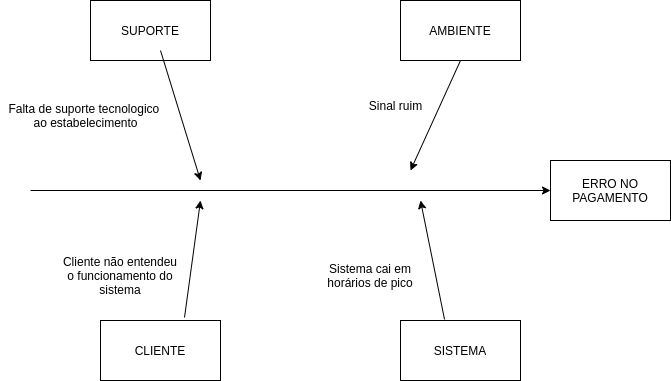 SUPORTE
AMBIENTE
Falta de suporte tecnologico
ao estabelecimento
Sinal ruim
ERRO NO
PAGAMENTO
Cliente não entendeu
o funcionamento do
sistema
Sistema cai em
horários de pico
CLIENTE
SISTEMA